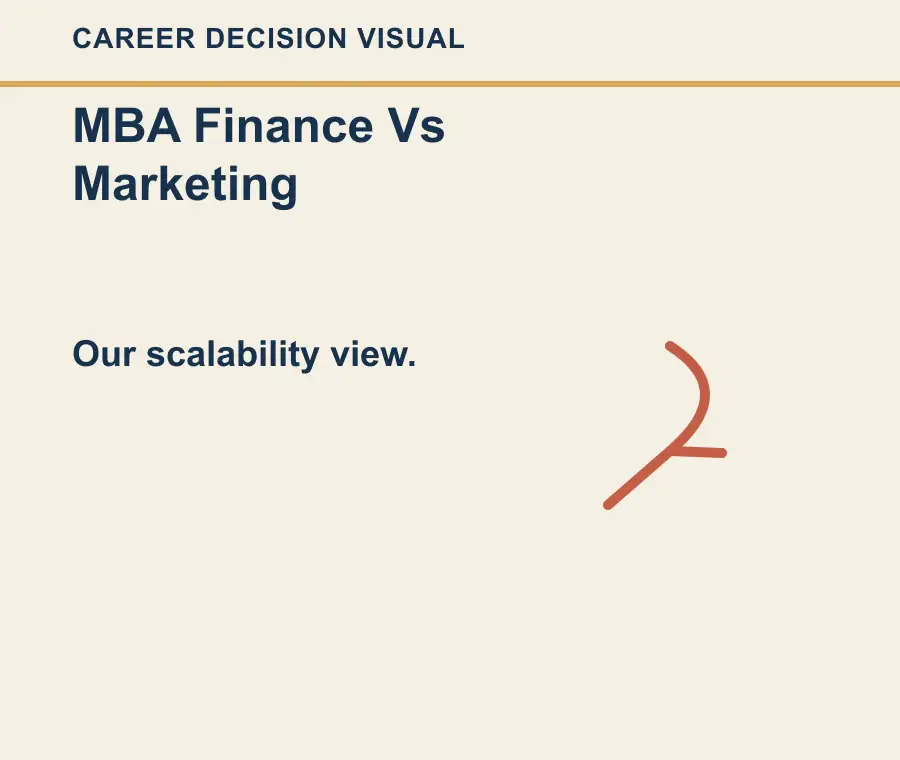 CAREER DECISION VISUAL
MBA Finance Vs
Marketing
Our scalability view.